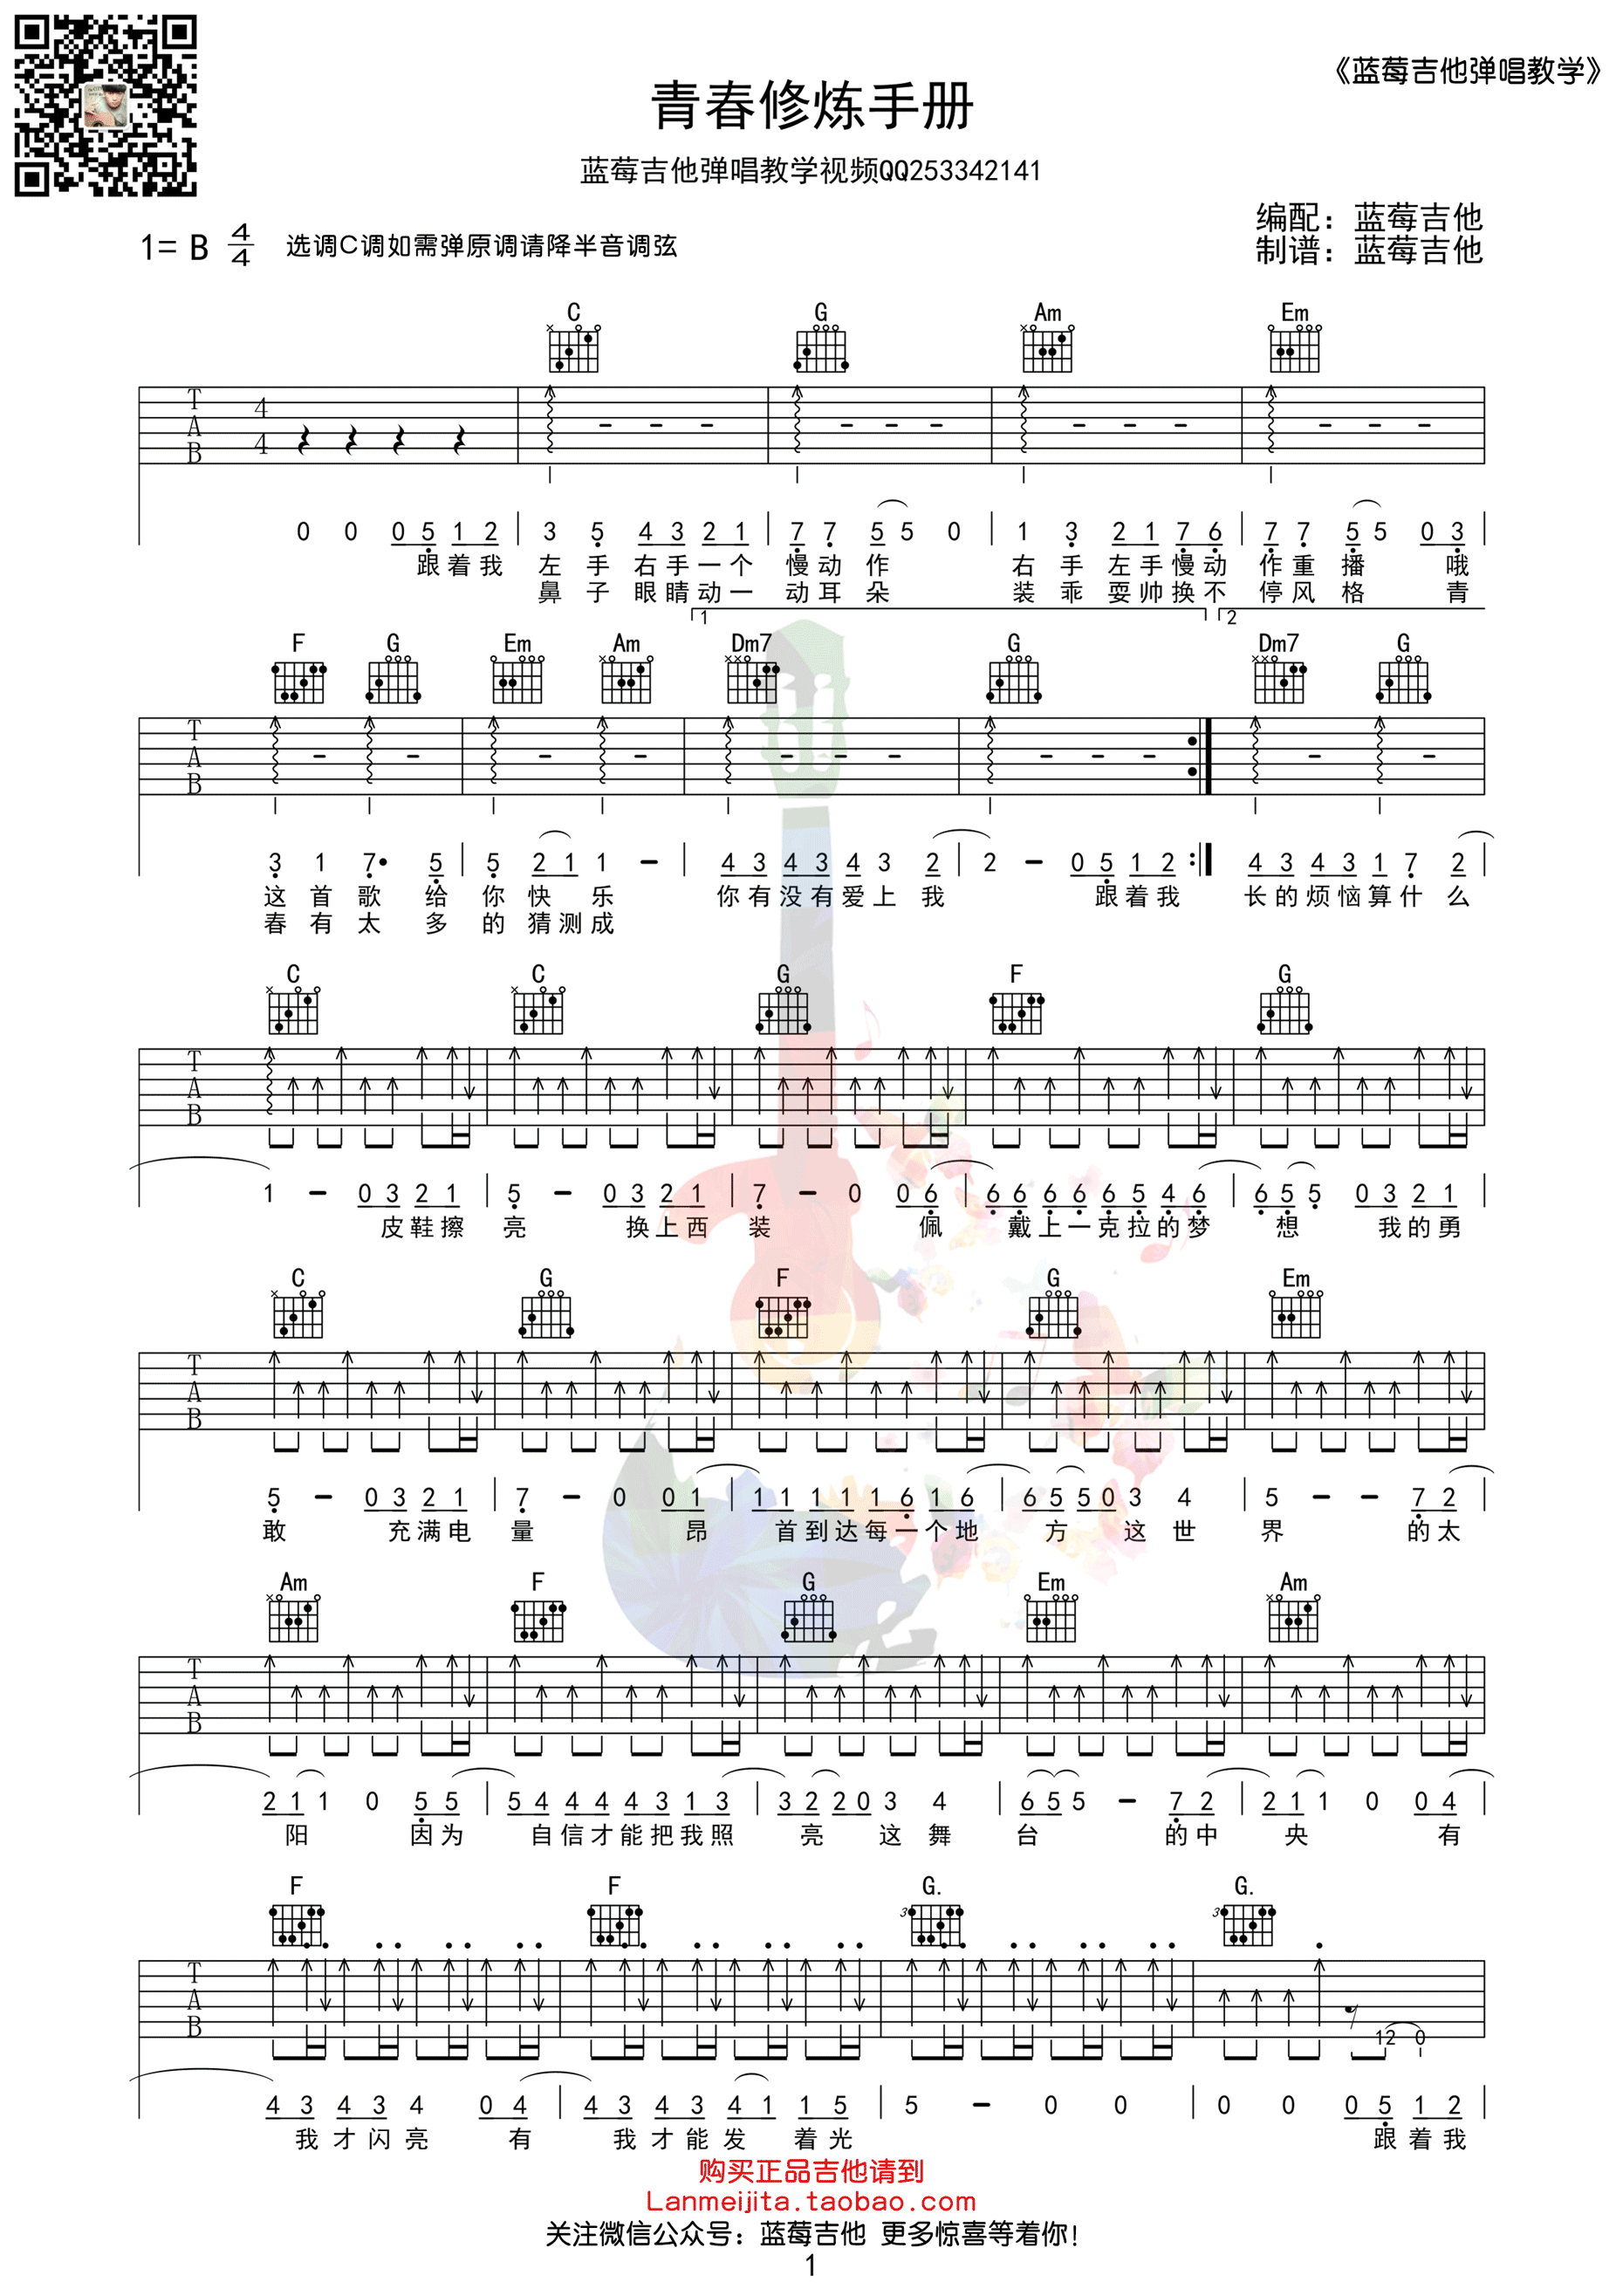 《蓝莓吉他弹唱教学》
青春修炼手册
蓝莓吉他弹唱教学视频QQ253342141
编配：蓝莓吉他
1= B 4/4 选调C调如需弹原调请降半音调弦
制谱：蓝莓吉他
C G Am Em
T A B 4 4
0 0 0 5 1 2 3 5 4 3 2 1 7 7 5 5 0 1 3 2 1 7 6 7 7 5 5 0 3
跟着我 左手右手一个 慢动作 右手左手慢动 作重播 哦
鼻子眼睛动一 动耳朵 装乖耍帅换不 停风格 青
1 2
F G Em Am Dm7 G Dm7 G
T A B
3 1 7• 5 5 2 1 1 – 4 3 4 3 4 3 2 2 – 0 5 1 2 4 3 4 3 1 7 2
这首歌给 你快乐 你有没有爱上我 跟着我 长的烦恼算什么
春有太多 的猜测成
C C G F G
T A B
1 – 0 3 2 1 5 – 0 3 2 1 7 – 0 0 6 6 6 6 6 6 5 4 6 6 5 5 0 3 2 1
皮鞋擦 亮 换上西 装 佩 戴上一克拉的梦 想 我的勇
C G F G Em
T A B
5 – 0 3 2 1 7 – 0 0 1 1 1 1 1 1 6 1 6 6 5 5 0 3 4 5 – – 7 2
敢 充满电 量 昂 首到达每一个地 方 这世 界 的太
Am F G Em Am
T A B
2 1 1 0 5 5 5 4 4 4 4 3 1 3 3 2 2 0 3 4 6 5 5 – 7 2 2 1 1 0 0 4
阳 因为 自信才能把我照 亮 这舞 台 的中 央 有
F F G. G.
3 3
T A B
12 0
4 3 4 3 4 0 4 4 3 4 3 4 1 1 5 5 – 0 0 0 0 0 5 1 2
我才闪亮 有 我才能发 着光 跟着我
购买正品吉他请到
Lanmeijita.taobao.com
关注微信公众号：蓝莓吉他 更多惊喜等着你！
1